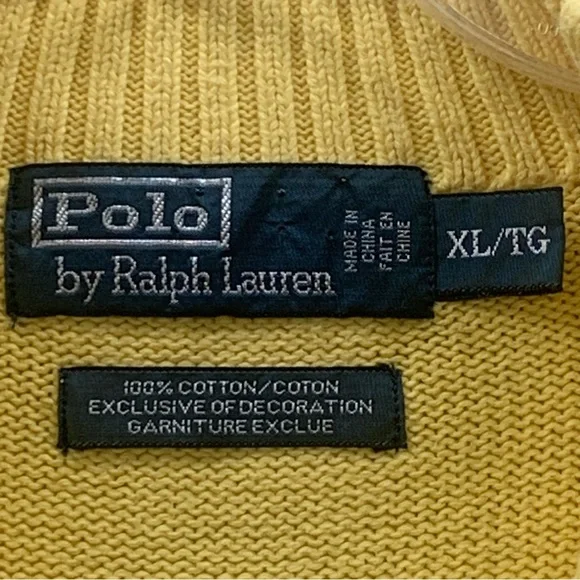 Polo
by Ralph Lauren
MADE IN
CHINA
FAIT EN
CHINE
XL/TG
100% COTTON/COTON
EXCLUSIVE OF DECORATION
GARNITURE EXCLUE